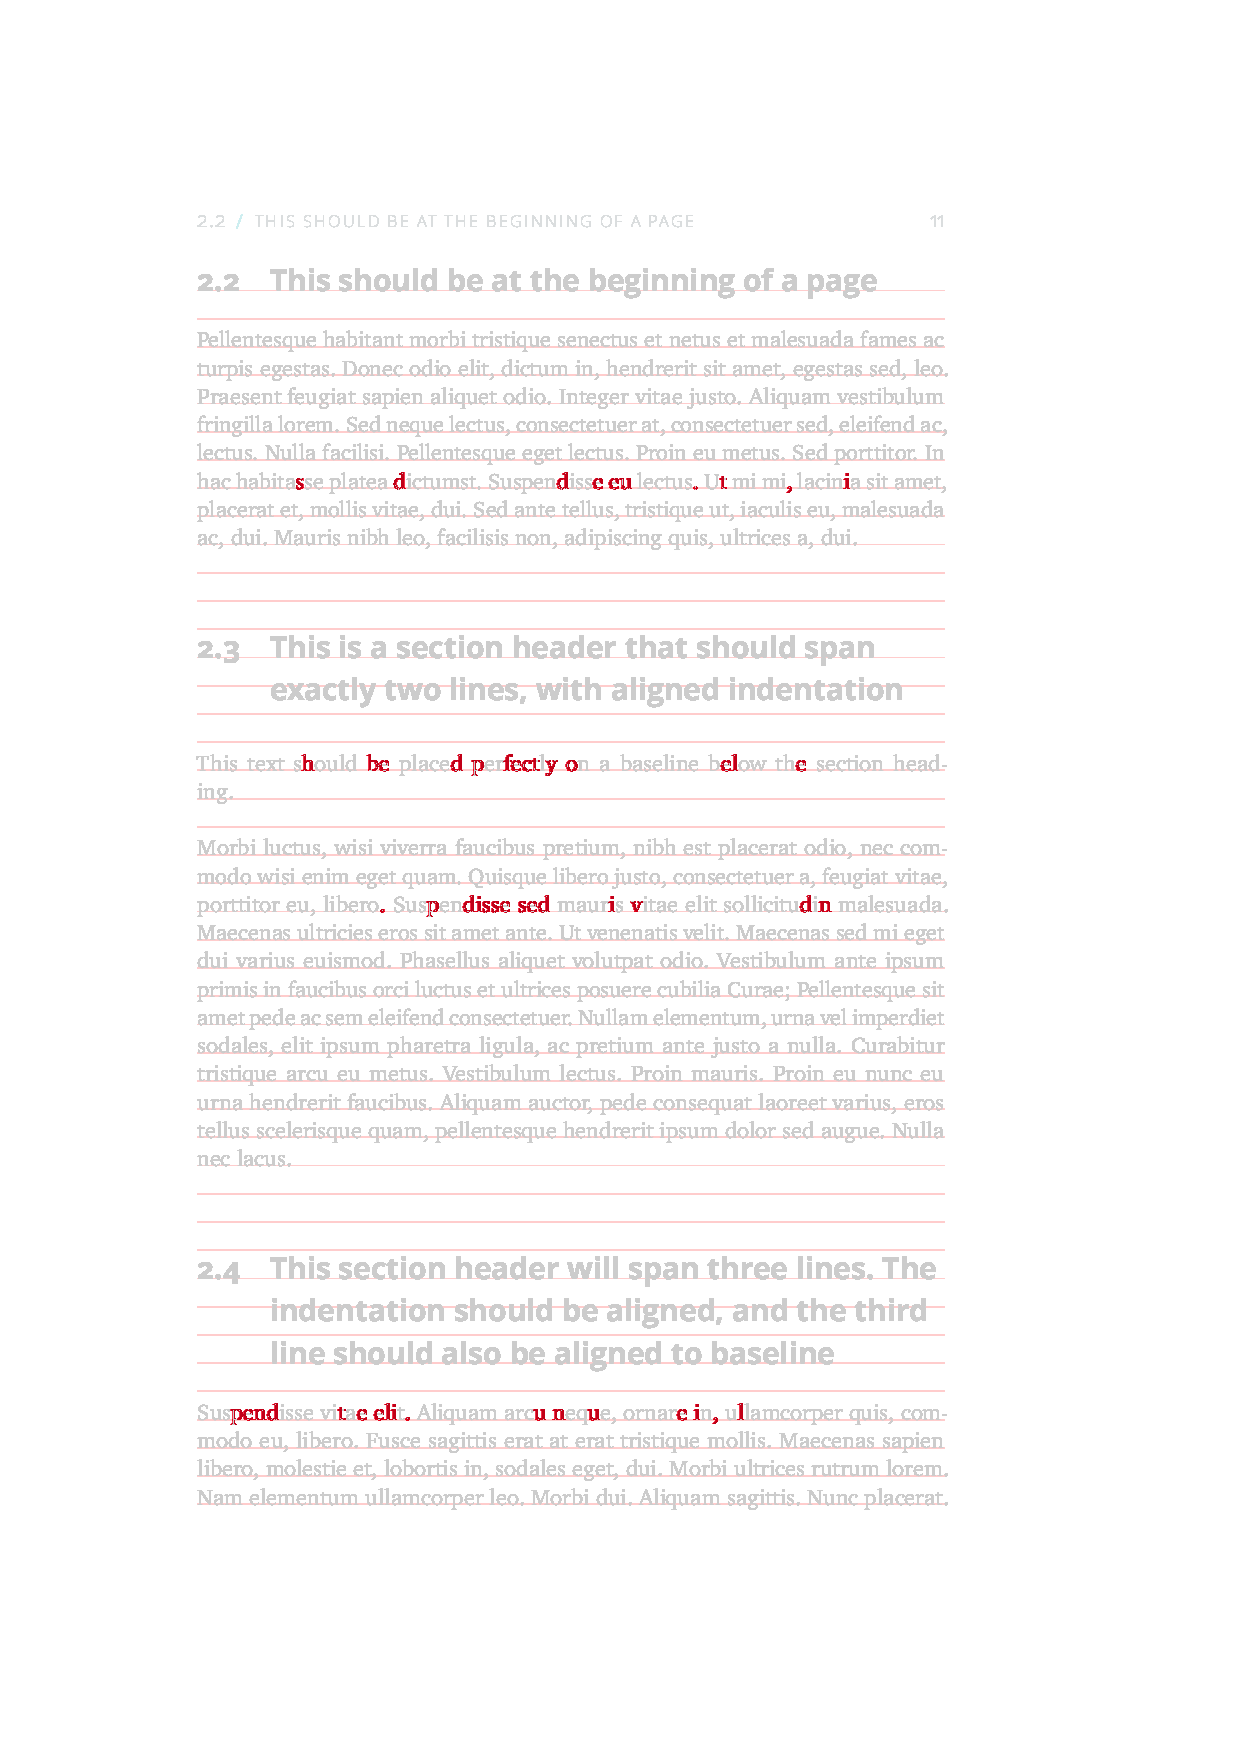 2.2 / THIS SHOULD BE AT THE BEGINNING OF A PAGE 11
2.2 This should be at the beginning of a page
Pellentesque habitant morbi tristique senectus et netus et malesuada fames ac
turpis egestas. Donec odio elit, dictum in, hendrerit sit amet, egestas sed, leo.
Praesent feugiat sapien aliquet odio. Integer vitae justo. Aliquam vestibulum
fringilla lorem. Sed neque lectus, consectetuer at, consectetuer sed, eleifend ac,
lectus. Nulla facilisi. Pellentesque eget lectus. Proin eu metus. Sed porttitor. In
hac habitasse platea dictumst. Suspendisse eu lectus. Ut mi mi, lacinia sit amet,
placerat et, mollis vitae, dui. Sed ante tellus, tristique ut, iaculis eu, malesuada
ac, dui. Mauris nibh leo, facilisis non, adipiscing quis, ultrices a, dui.
2.3 This is a section header that should span
exactly two lines, with aligned indentation
This text should be placed perfectly on a baseline below the section head-
ing.
Morbi luctus, wisi viverra faucibus pretium, nibh est placerat odio, nec com-
modo wisi enim eget quam. Quisque libero justo, consectetuer a, feugiat vitae,
porttitor eu, libero. Suspendisse sed mauris vitae elit sollicitudin malesuada.
Maecenas ultricies eros sit amet ante. Ut venenatis velit. Maecenas sed mi eget
dui varius euismod. Phasellus aliquet volutpat odio. Vestibulum ante ipsum
primis in faucibus orci luctus et ultrices posuere cubilia Curae; Pellentesque sit
amet pede ac sem eleifend consectetuer. Nullam elementum, urna vel imperdiet
sodales, elit ipsum pharetra ligula, ac pretium ante justo a nulla. Curabitur
tristique arcu eu metus. Vestibulum lectus. Proin mauris. Proin eu nunc eu
urna hendrerit faucibus. Aliquam auctor, pede consequat laoreet varius, eros
tellus scelerisque quam, pellentesque hendrerit ipsum dolor sed augue. Nulla
nec lacus.
2.4 This section header will span three lines. The
indentation should be aligned, and the third
line should also be aligned to baseline
Suspendisse vitae elit. Aliquam arcu neque, ornare in, ullamcorper quis, com-
modo eu, libero. Fusce sagittis erat at erat tristique mollis. Maecenas sapien
libero, molestie et, lobortis in, sodales eget, dui. Morbi ultrices rutrum lorem.
Nam elementum ullamcorper leo. Morbi dui. Aliquam sagittis. Nunc placerat.